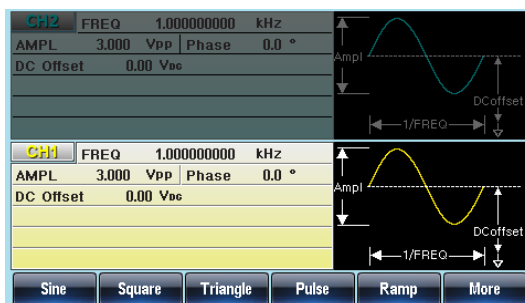 CH2 FREQ 1.000000000 kHz
AMPL 3.000 VPP Phase 0.0 °
DC Offset 0.00 VDC
Ampl
DCoffset
1/FREQ
CH1 FREQ 1.000000000 kHz
AMPL 3.000 VPP Phase 0.0 °
DC Offset 0.00 VDC
Ampl
DCoffset
1/FREQ
Sine Square Triangle Pulse Ramp More